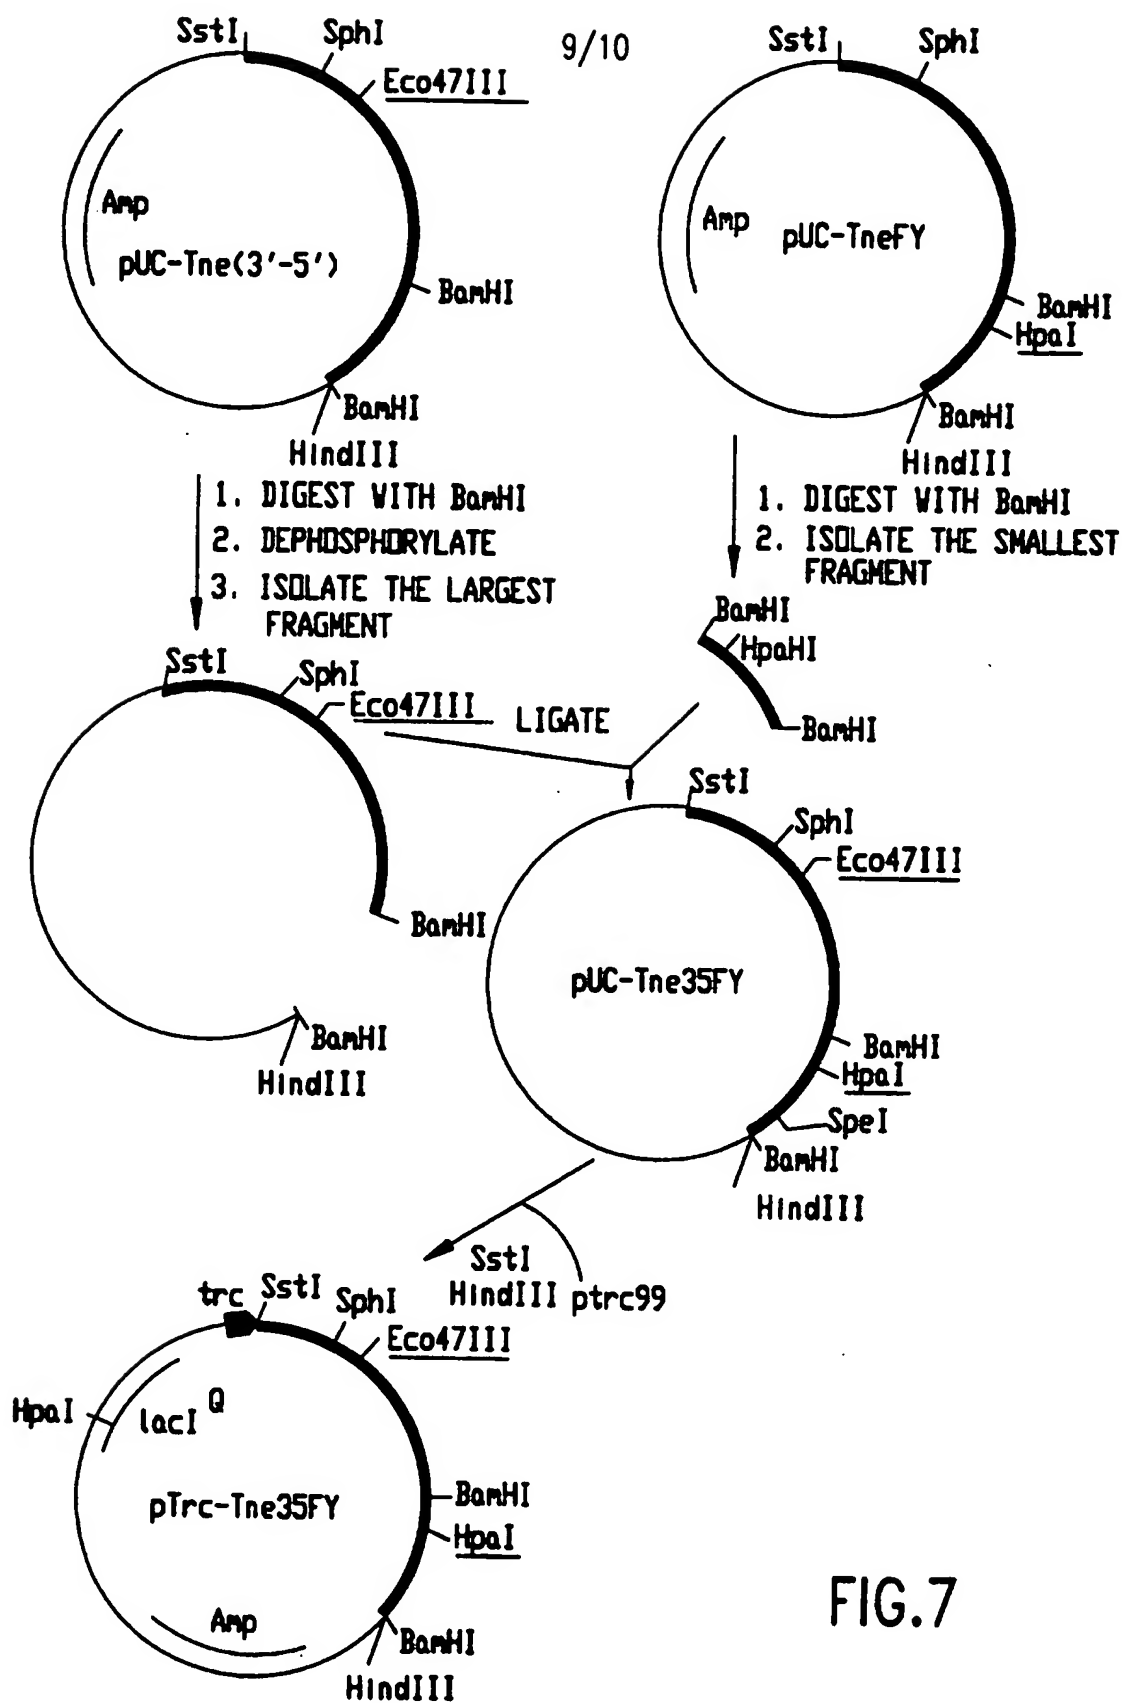 9/10
SstI
SphI
Eco47III
Amp
pUC-Tne(3'-5')
BamHI
BamHI
HindIII
SstI
SphI
Amp
pUC-TneFY
BamHI
HpaI
BamHI
HindIII
1. DIGEST WITH BamHI
2. DEPHOSPHORYLATE
3. ISOLATE THE LARGEST
FRAGMENT
1. DIGEST WITH BamHI
2. ISOLATE THE SMALLEST
FRAGMENT
BamHI
HpaHI
BamHI
SstI
SphI
Eco47III
LIGATE
BamHI
BamHI
HindIII
SstI
SphI
Eco47III
pUC-Tne35FY
BamHI
HpaI
SpeI
BamHI
HindIII
SstI
HindIII
ptrc99
trc
SstI
SphI
Eco47III
HpaI
lacI Q
pTrc-Tne35FY
BamHI
HpaI
Amp
BamHI
HindIII
FIG.7